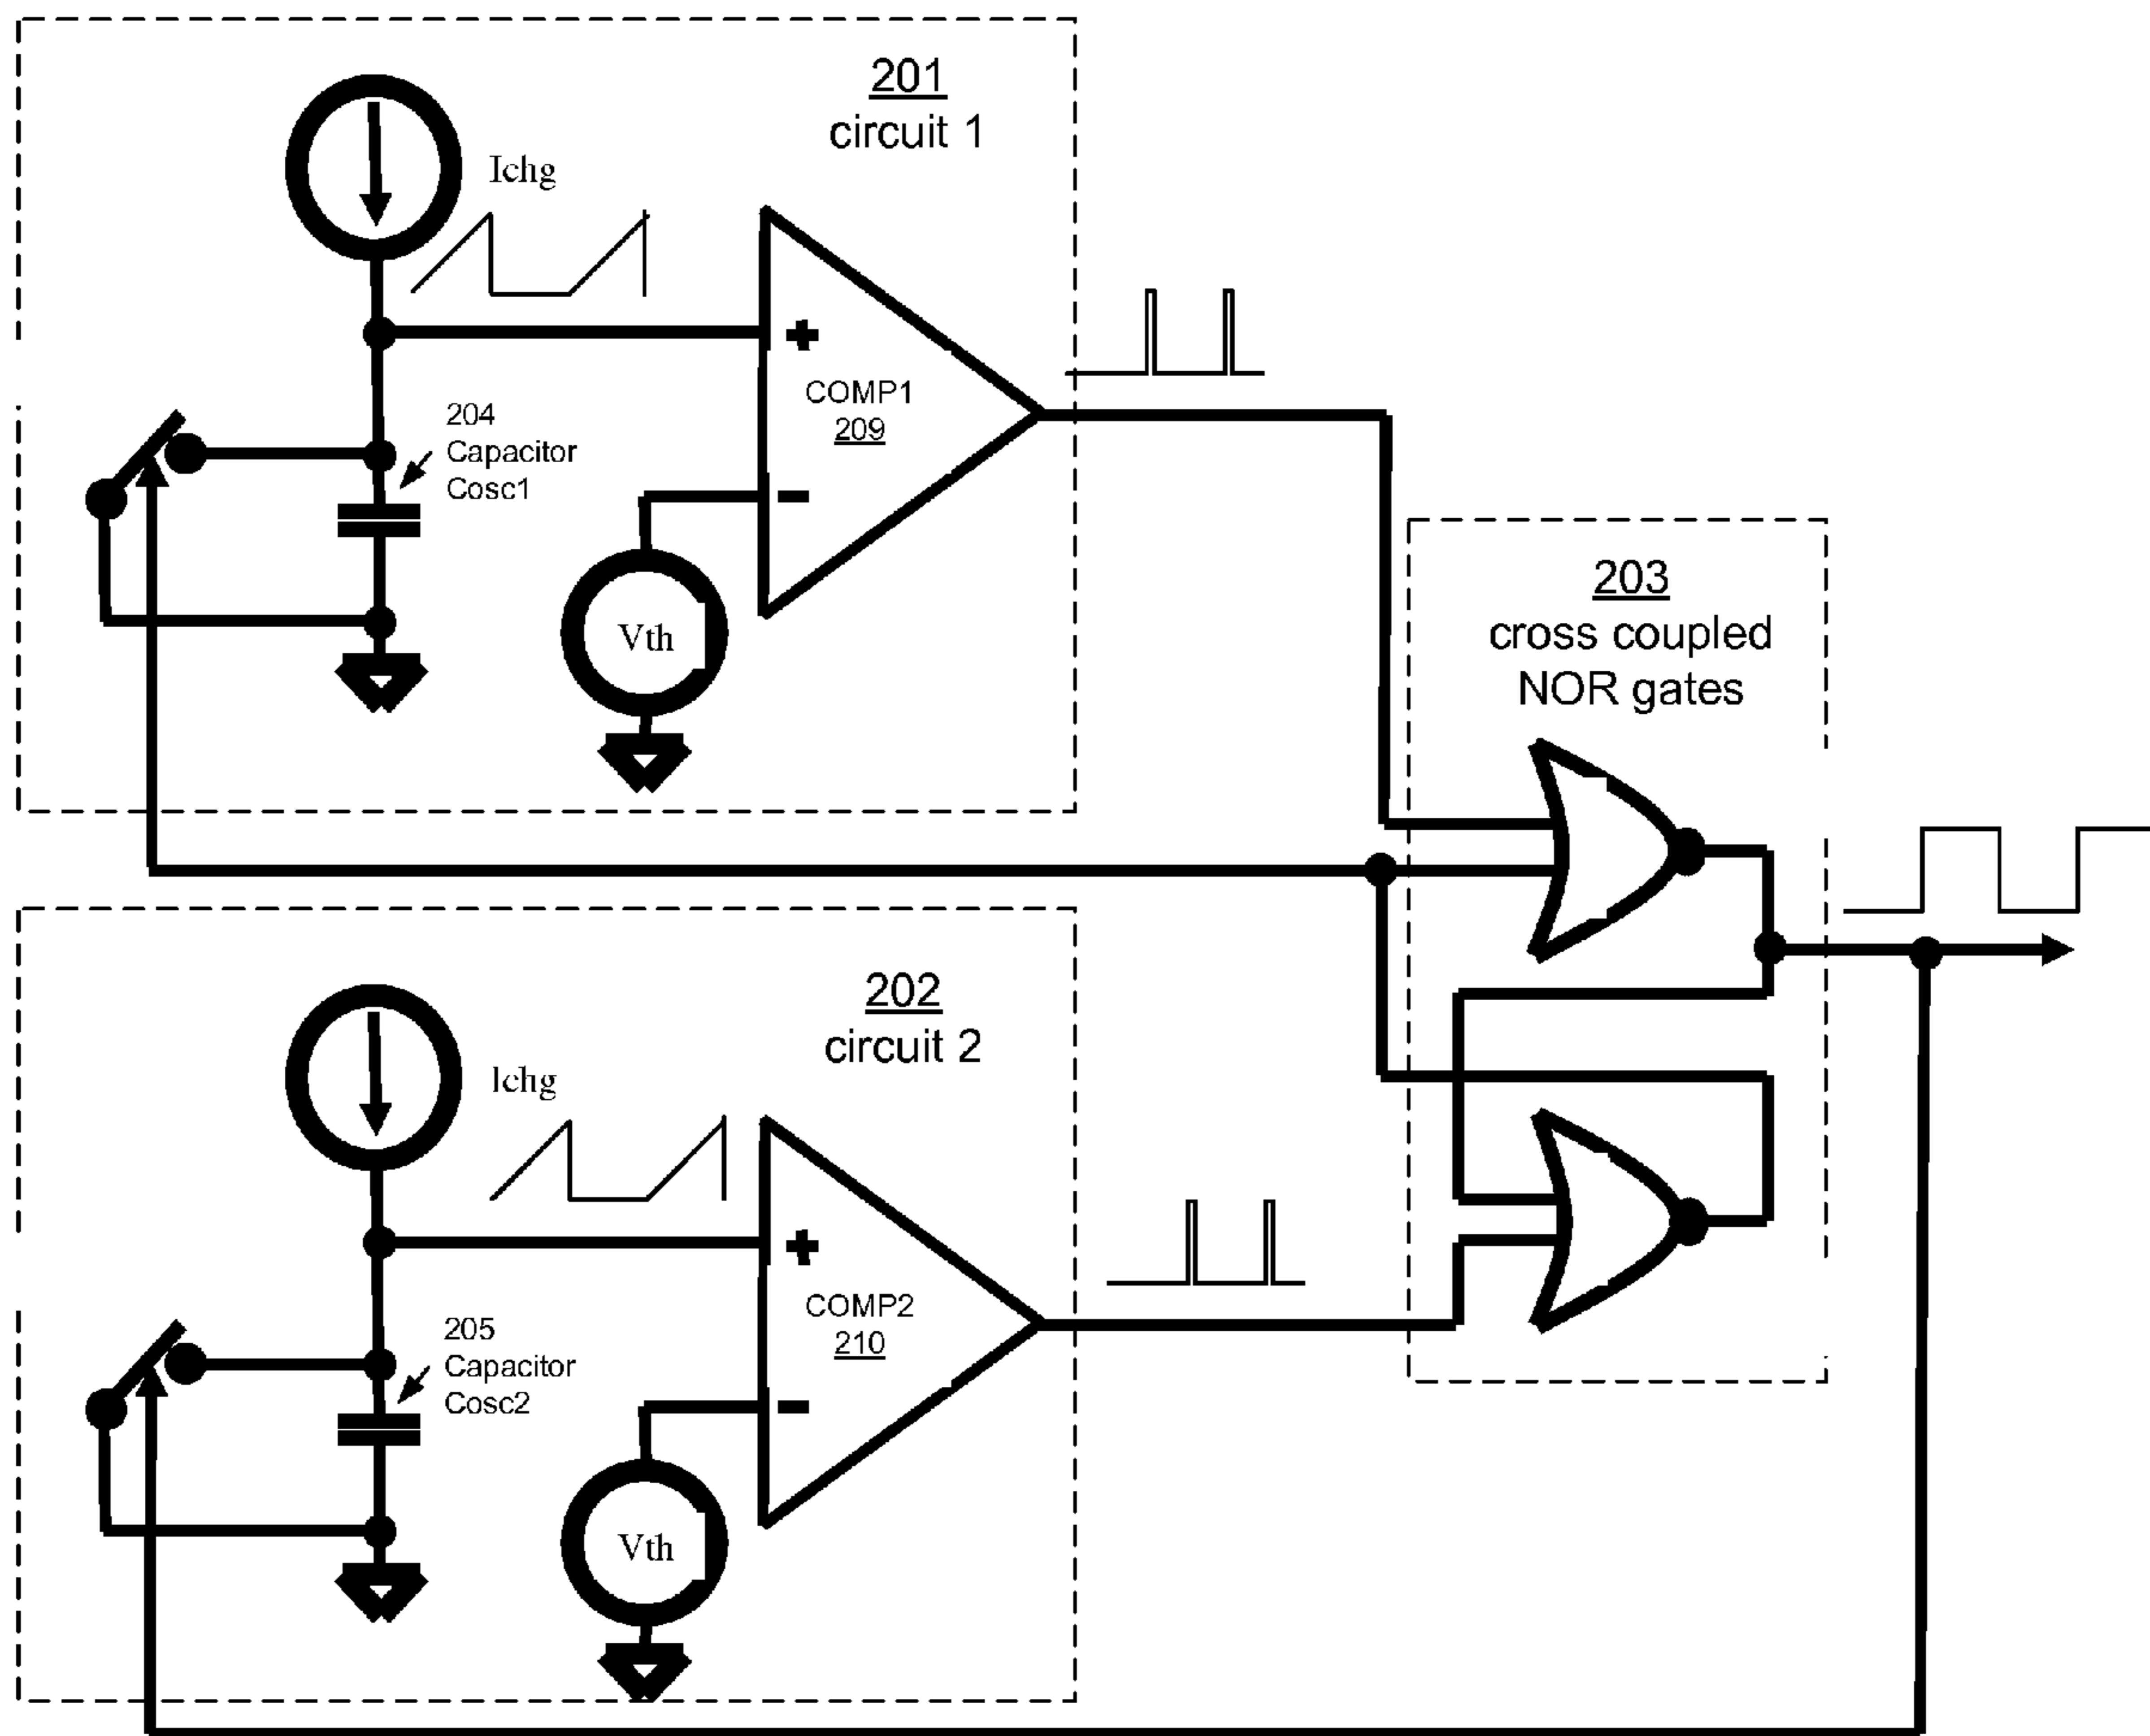 201
circuit 1
Ichg
+
COMP1
209
204
Capacitor
Cosc1
-
Vth
203
cross coupled
NOR gates
202
circuit 2
Ichg
+
COMP2
210
205
Capacitor
Cosc2
-
Vth